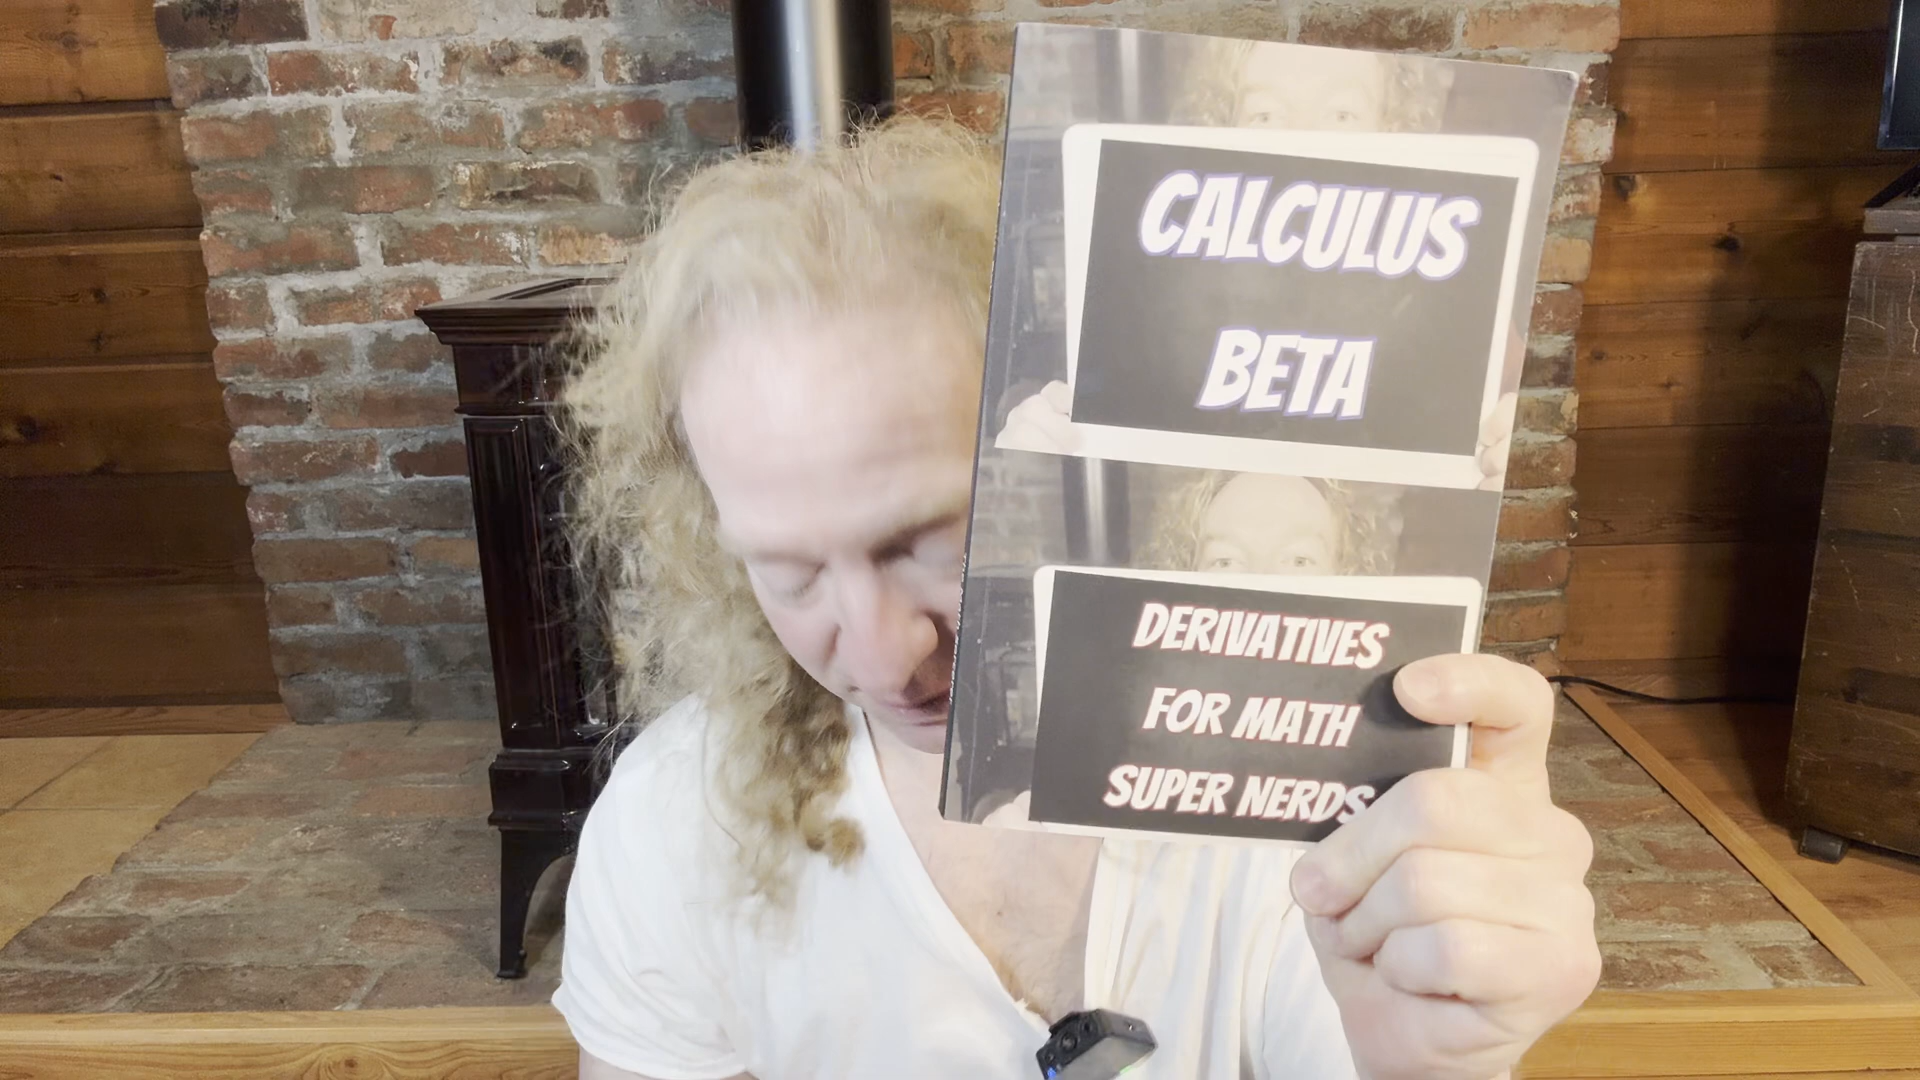 CALCULUS
BETA
DERIVATIVES
FOR MATH
SUPER NERDS